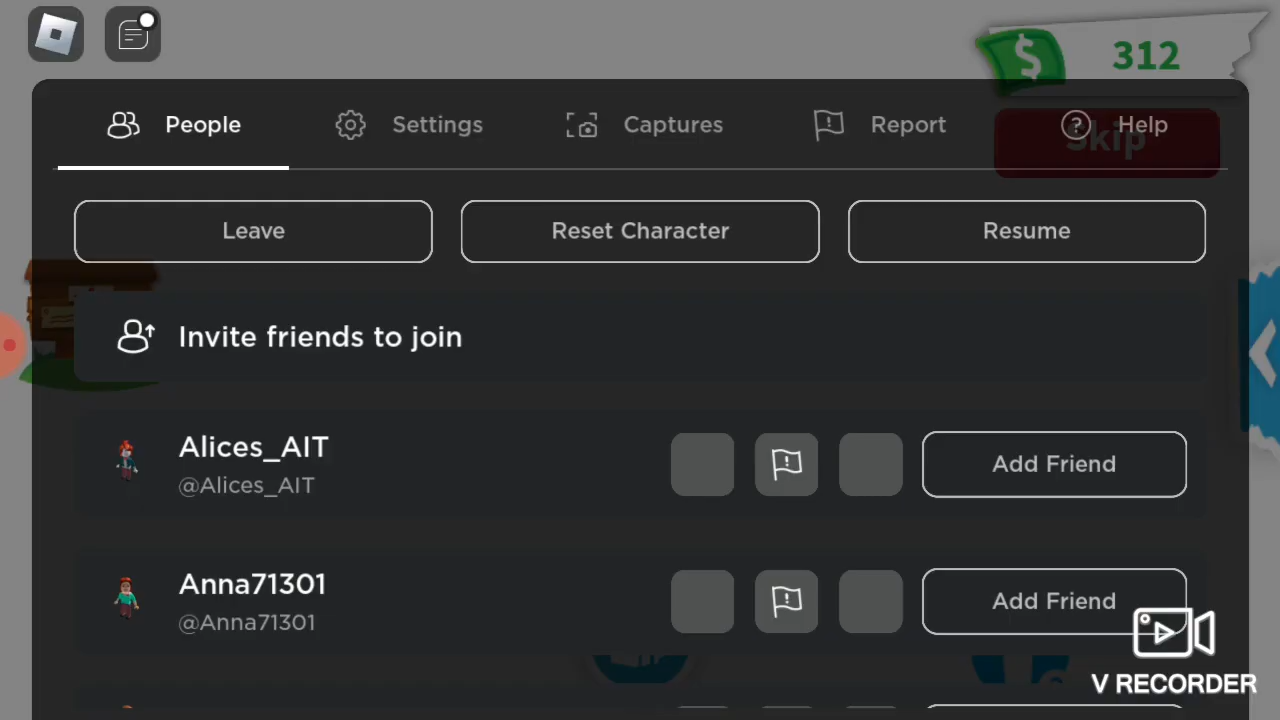 312
People
Settings
Captures
Report
Help
Skip
Leave
Reset Character
Resume
Invite friends to join
Alices_AIT
@Alices_AIT
Add Friend
Anna71301
@Anna71301
Add Friend
V RECORDER